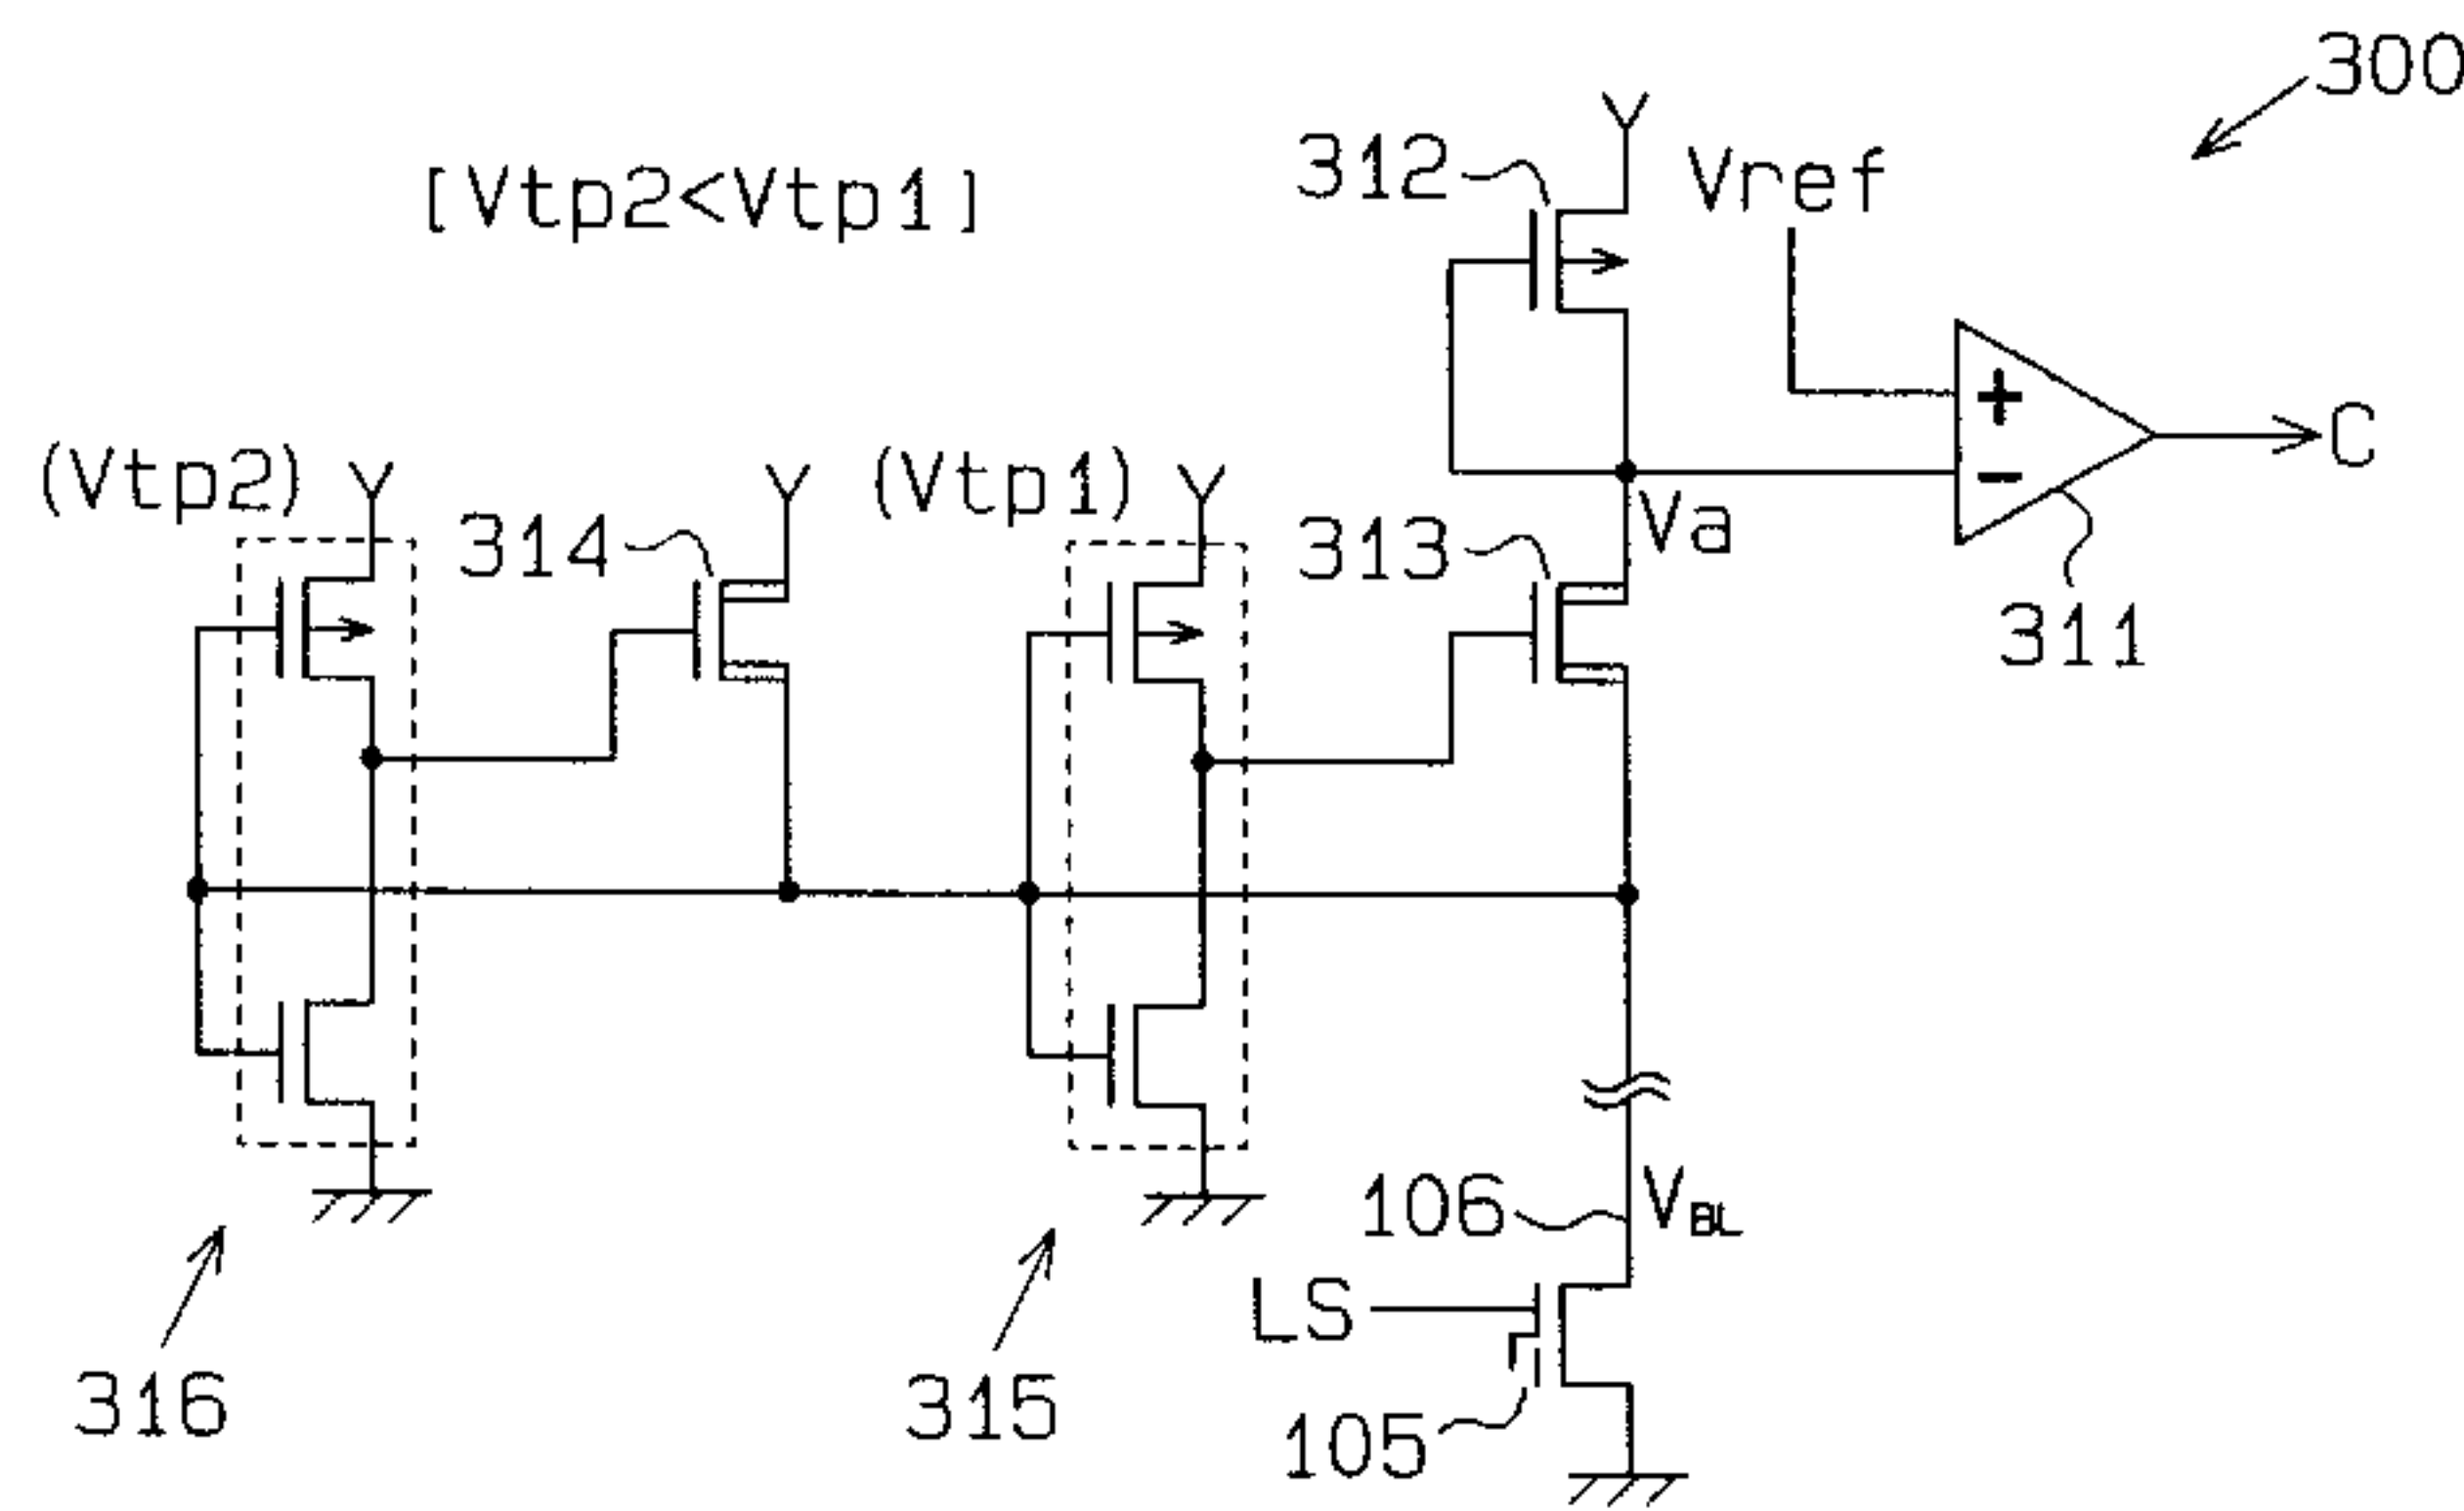 300
312
Vref
[Vtp2<Vtp1]
+
-
C
(Vtp2)
314
(Vtp1)
313
Va
311
106
VBL
LS
316
315
105